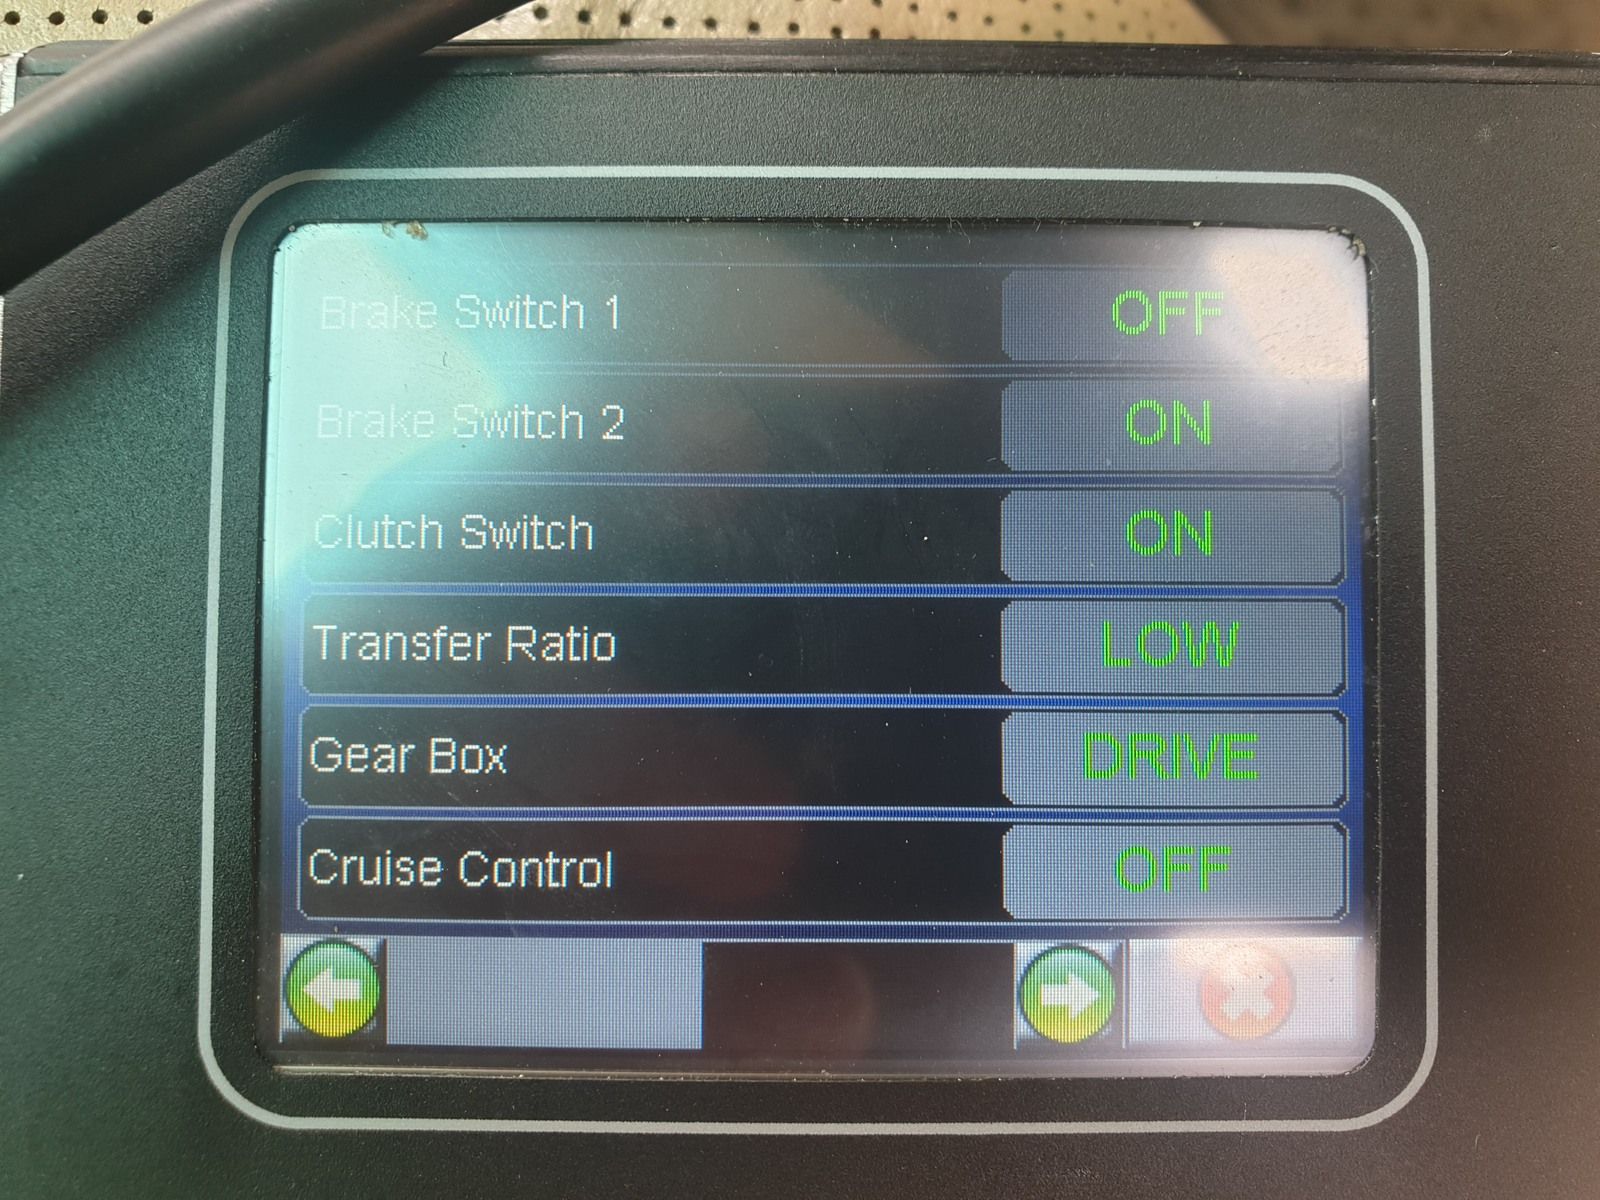 Brake Switch 1 OFF
Brake Switch 2 ON
Clutch Switch ON
Transfer Ratio LOW
Gear Box DRIVE
Cruise Control OFF